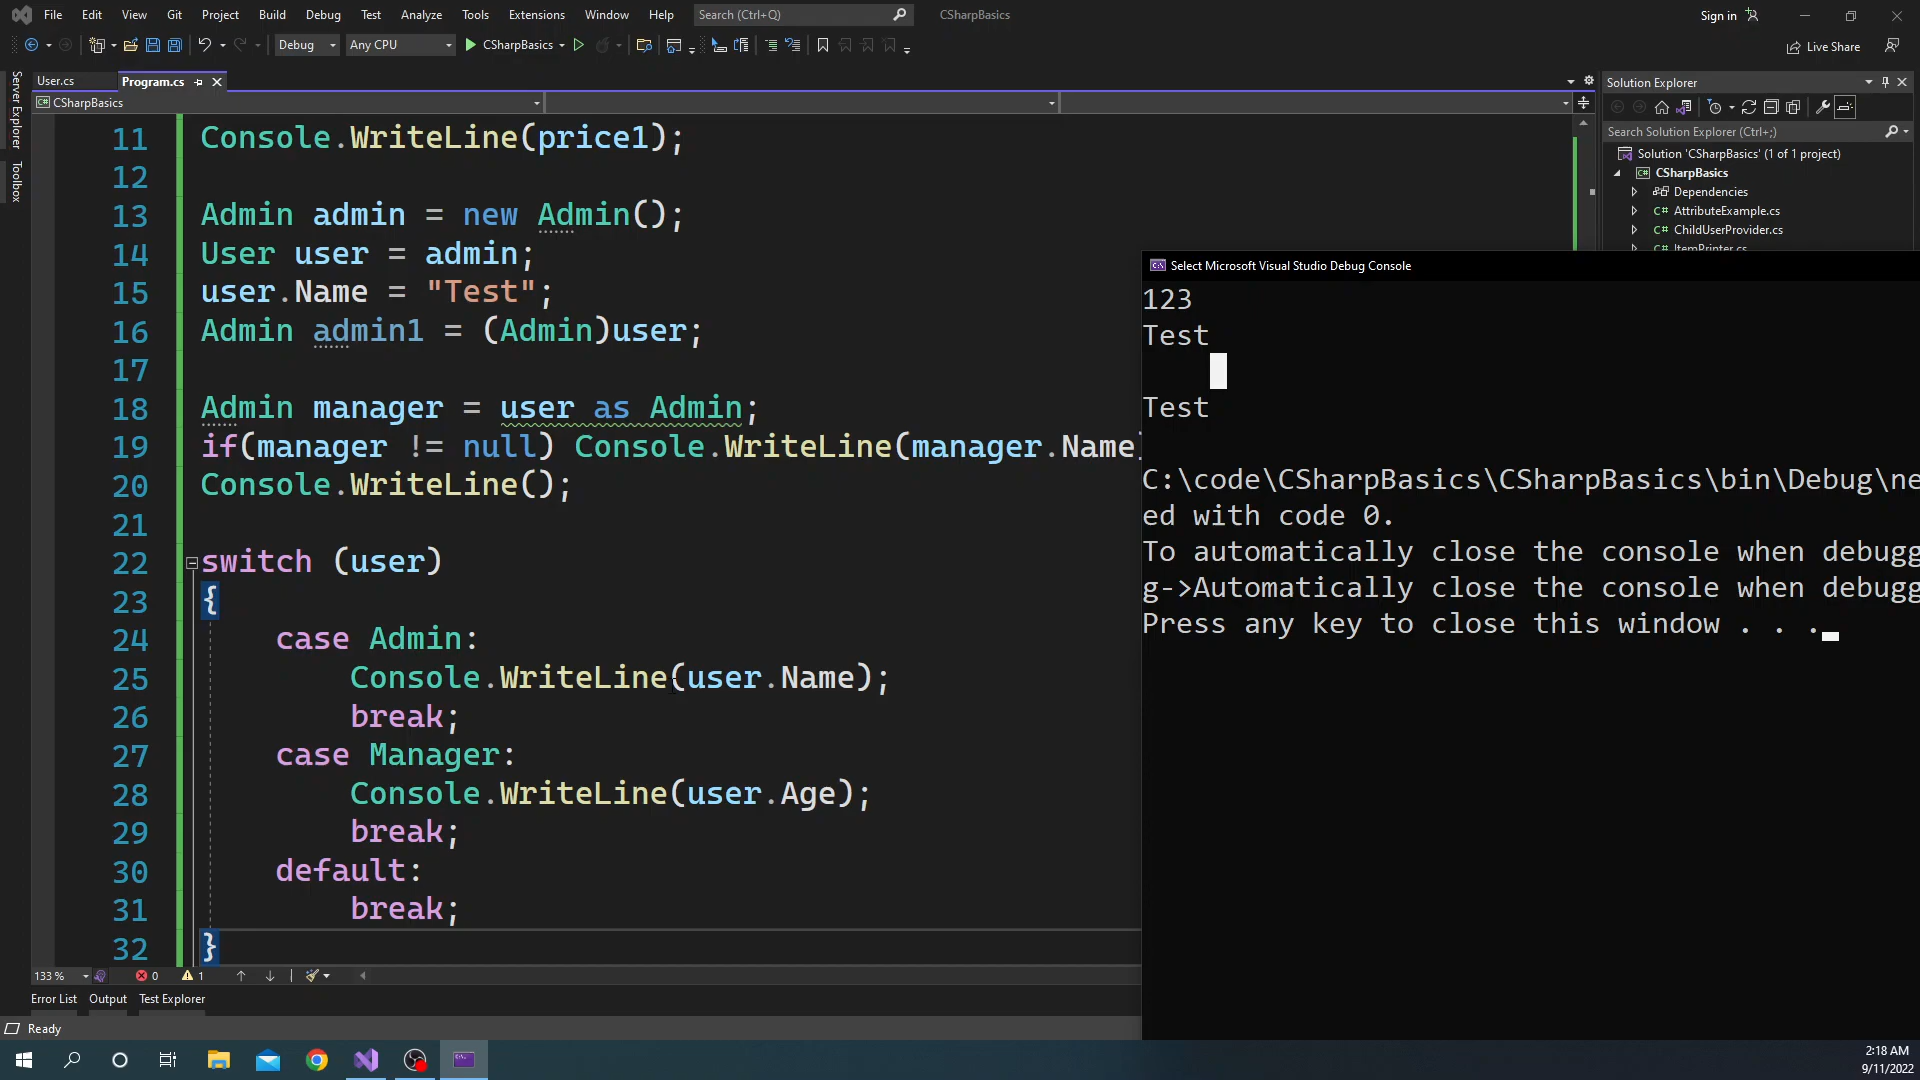 File Edit View Git Project Build Debug Test Analyze Tools Extensions Window Help Search (Ctrl+Q) CSharpBasics Sign in
Debug Any CPU CSharpBasics Live Share
Server Explorer
Toolbox
User.cs Program.cs
C# CSharpBasics
11 Console.WriteLine(price1);
12
13 Admin admin = new Admin();
14 User user = admin;
15 user.Name = "Test";
16 Admin admin1 = (Admin)user;
17
18 Admin manager = user as Admin;
19 if(manager != null) Console.WriteLine(manager.Name
20 Console.WriteLine();
21
22 switch (user)
23 {
24 case Admin:
25 Console.WriteLine(user.Name);
26 break;
27 case Manager:
28 Console.WriteLine(user.Age);
29 break;
30 default:
31 break;
32 }
133 % 0 1
Error List Output Test Explorer
Ready
Solution Explorer
Search Solution Explorer (Ctrl+;)
Solution 'CSharpBasics' (1 of 1 project)
C# CSharpBasics
Dependencies
C# AttributeExample.cs
C# ChildUserProvider.cs
C# ItemPrinter.cs
Select Microsoft Visual Studio Debug Console
123
Test
Test
C:\code\CSharpBasics\CSharpBasics\bin\Debug\ne
ed with code 0.
To automatically close the console when debugg
g->Automatically close the console when debugg
Press any key to close this window . . .
2:18 AM
9/11/2022